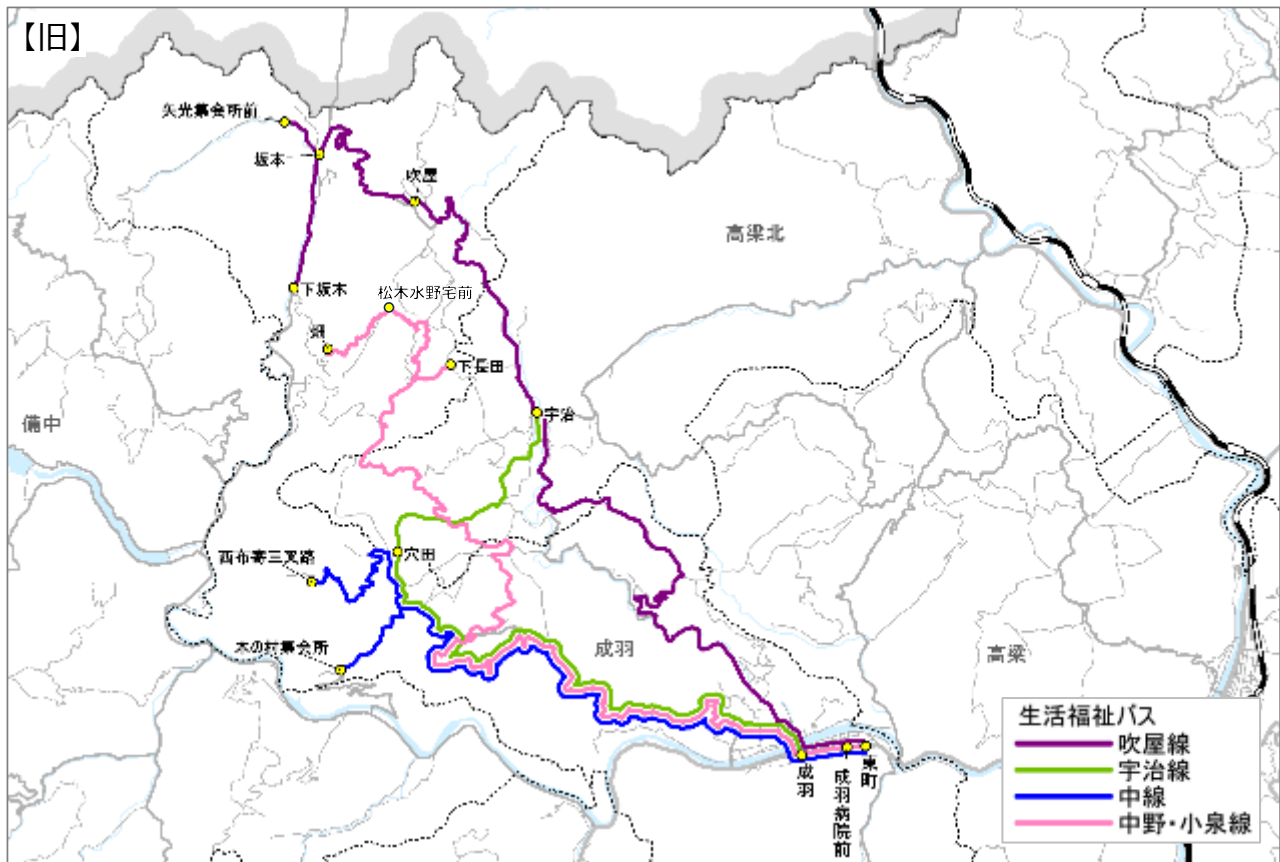 【旧】
矢光集会所前
坂本
吹屋
高梁北
下坂本
松木水野宅前
畑
下長田
宇治
備中
穴田
西布寄三叉路
木の村集会所
成羽
高梁
成羽
成羽病院前
東町
生活福祉バス
吹屋線
宇治線
中線
中野・小泉線